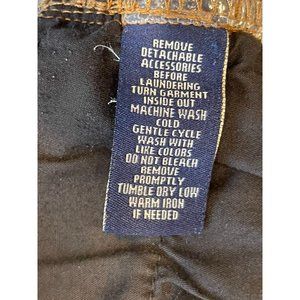 REMOVE
DETACHABLE
ACCESSORIES
BEFORE
LAUNDERING
TURN GARMENT
INSIDE OUT
MACHINE WASH
COLD
GENTLE CYCLE
WASH WITH
LIKE COLORS
DO NOT BLEACH
REMOVE
PROMPTLY
TUMBLE DRY LOW
WARM IRON
IF NEEDED